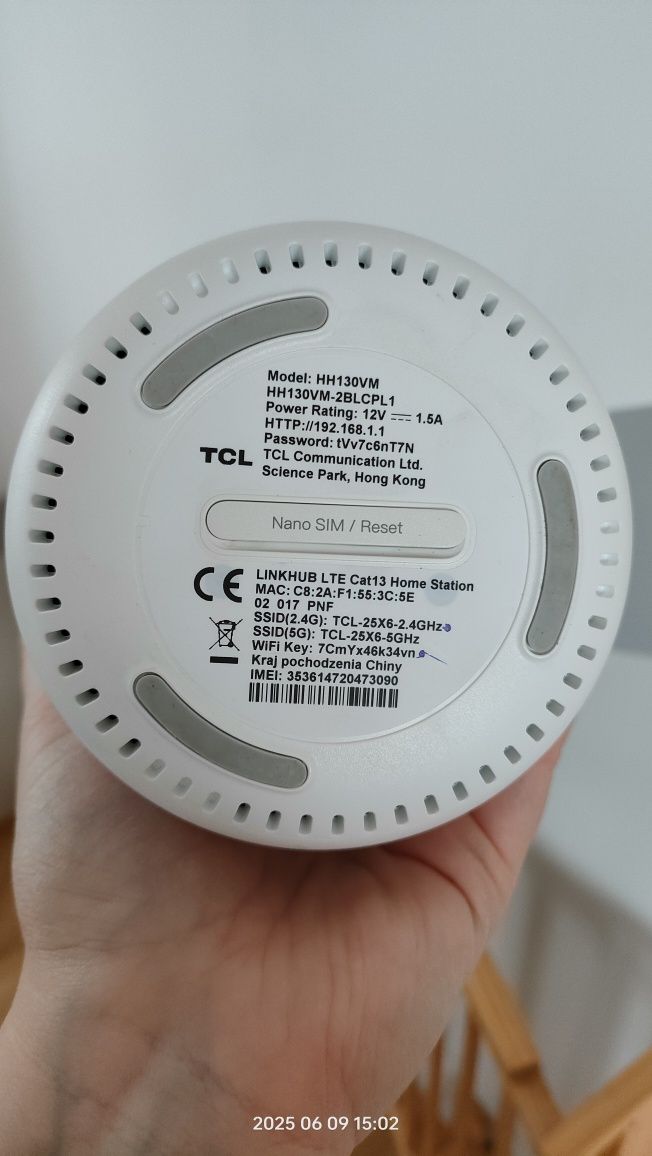 Model: HH130VM
HH130VM-2BLCPL1
Power Rating: 12V 1.5A
HTTP://192.168.1.1
Password: tVv7c6nT7N
TCL
TCL Communication Ltd.
Science Park, Hong Kong
Nano SIM / Reset
CE
LINKHUB LTE Cat13 Home Station
MAC: C8:2A:F1:55:3C:5E
02 017 PNF
SSID(2.4G): TCL-25X6-2.4GHz
SSID(5G): TCL-25X6-5GHz
WiFi Key: 7CmYx46k34vn
Kraj pochodzenia Chiny
IMEI: 353614720473090
2025 06 09 15:02